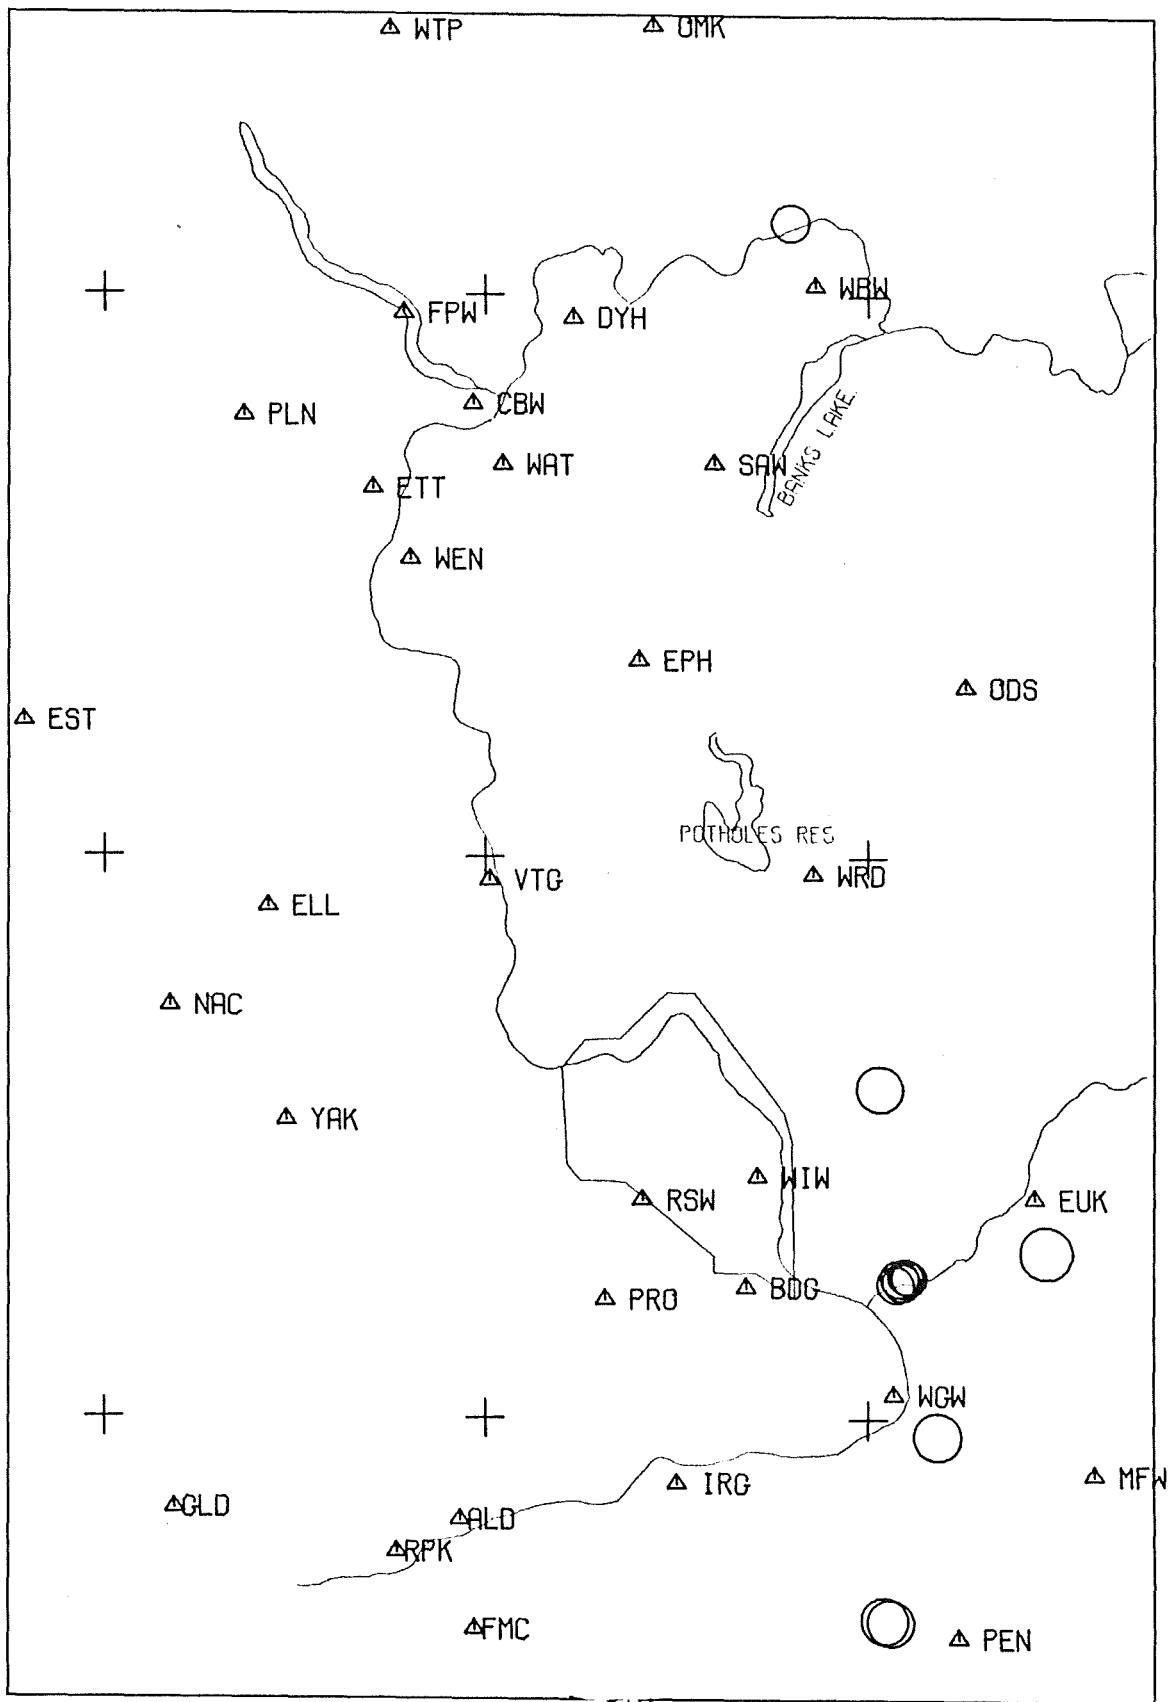 WTP
OMK
WBW
FPW
DYH
CBW
PLN
BANKS LAKE
WAT
SAW
ETT
WEN
EPH
ODS
EST
POTHOLES RES
VTG
WRD
ELL
NAC
YAK
WIW
RSW
EUK
BDG
PRO
WGW
MFW
IRG
GLD
ALD
RPK
FMC
PEN